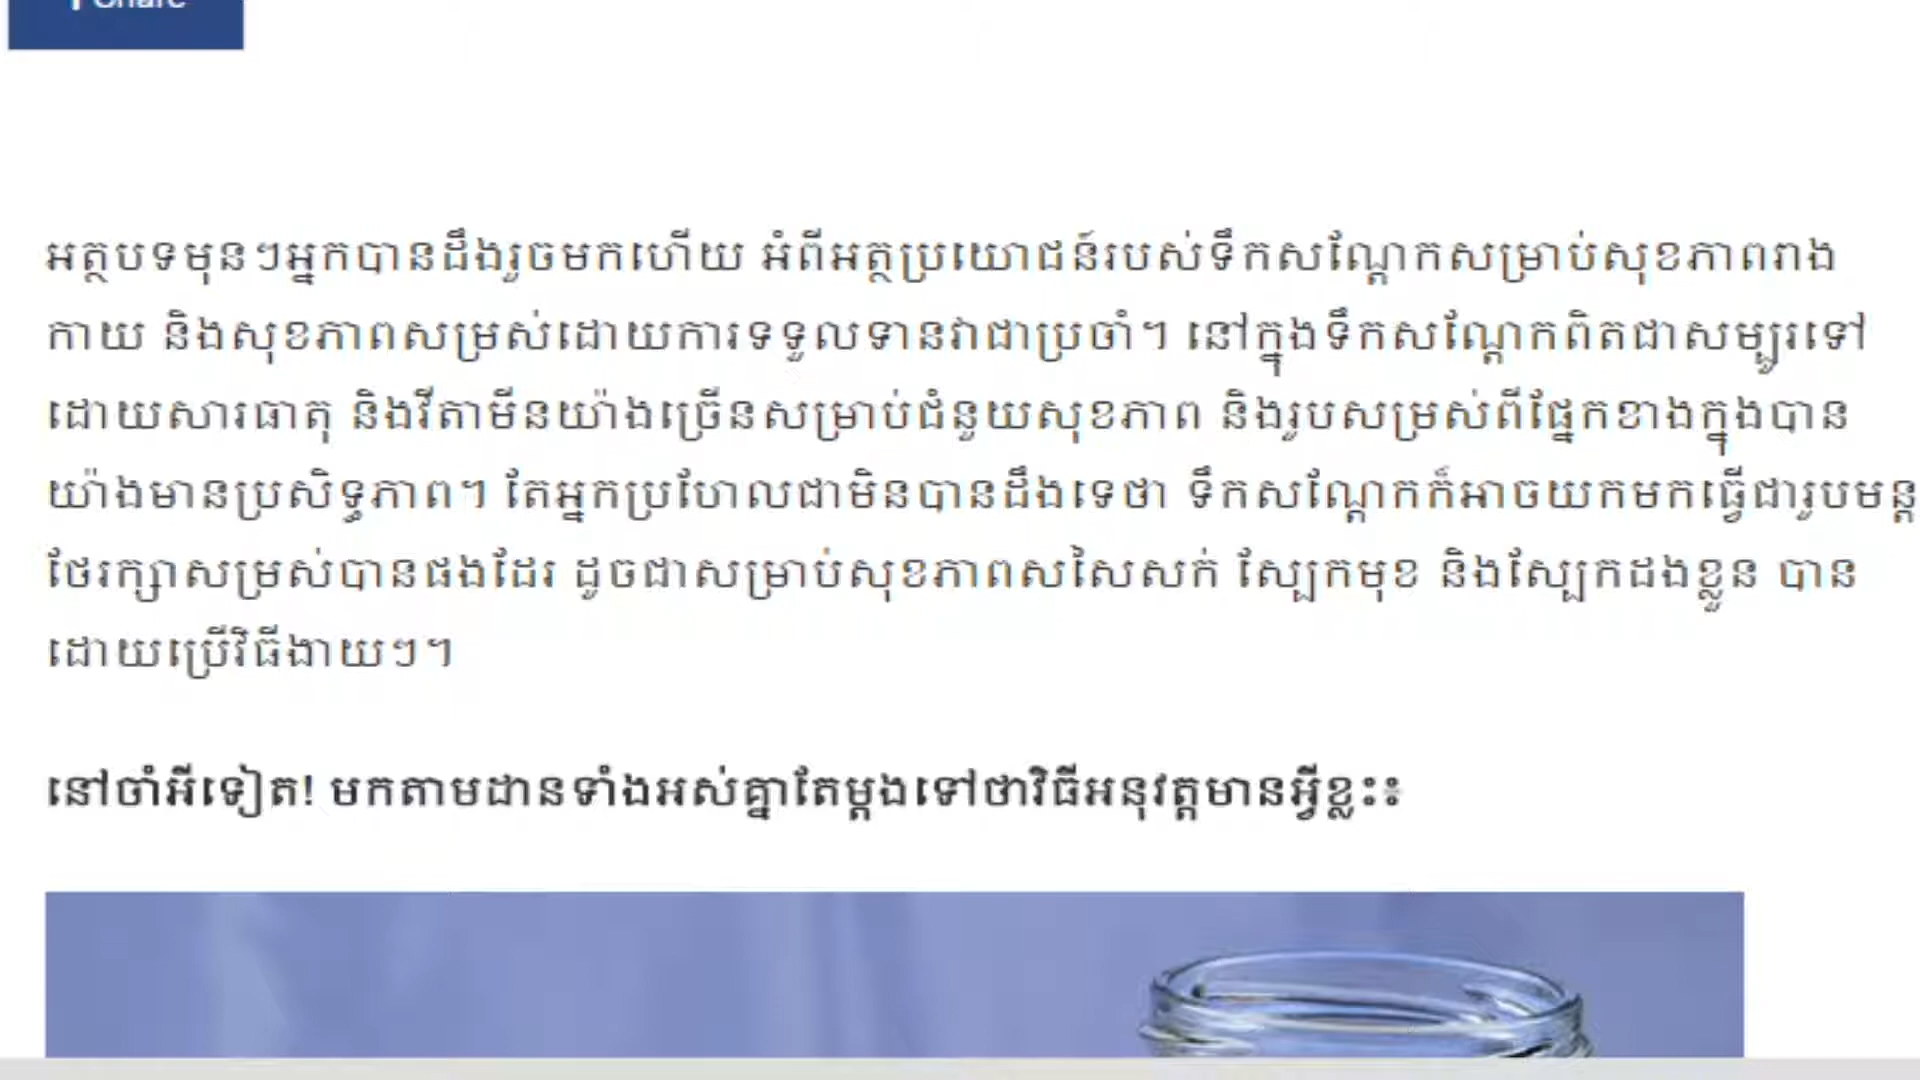 Share
អត្ថបទមុនៗអ្នកបានដឹងរួចមកហើយ អំពីអត្ថប្រយោជន៍របស់ទឹកសណ្ដែកសម្រាប់សុខភាពរាង
កាយ និងសុខភាពសម្រស់ដោយការទទួលទានវាជាប្រចាំ។ នៅក្នុងទឹកសណ្ដែកពិតជាសម្បូរទៅ
ដោយសារធាតុ និងវីតាមីនយ៉ាងច្រើនសម្រាប់ជំនួយសុខភាព និងរូបសម្រស់ពីផ្នែកខាងក្នុងបាន
យ៉ាងមានប្រសិទ្ធភាព។ តែអ្នកប្រហែលជាមិនបានដឹងទេថា ទឹកសណ្ដែកក៏អាចយកមកធ្វើជារូបមន្ត
ថែរក្សាសម្រស់បានផងដែរ ដូចជាសម្រាប់សុខភាពសសៃសក់ ស្បែកមុខ និងស្បែកដងខ្លួន បាន
ដោយប្រើវិធីងាយៗ។
នៅចាំអីទៀត! មកតាមដានទាំងអស់គ្នាតែម្ដងទៅថាវិធីអនុវត្តមានអ្វីខ្លះ៖